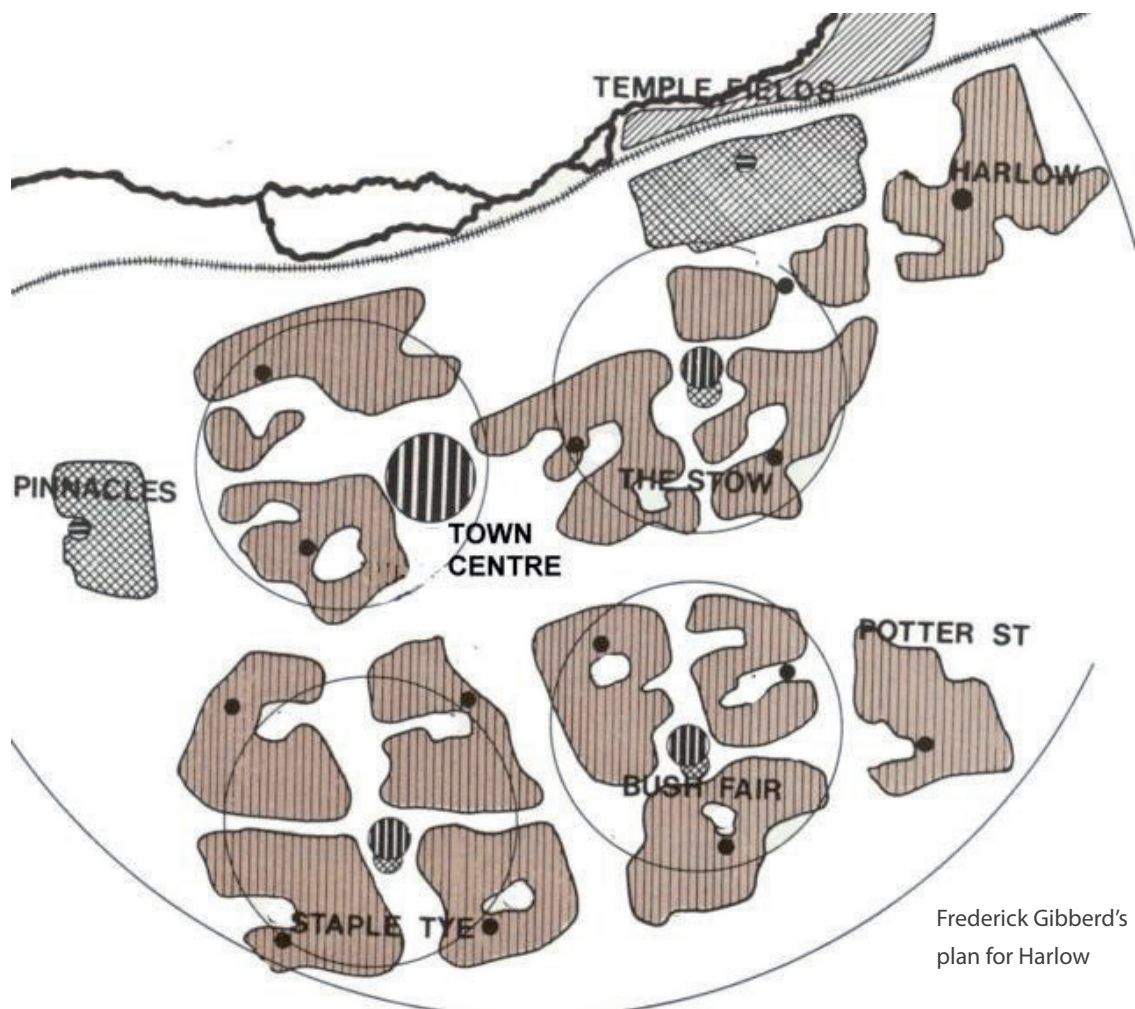 TEMPLE FIELDS
HARLOW
PINNACLES
THE STOW
TOWN
CENTRE
POTTER ST
BUSH FAIR
STAPLE TYE
Frederick Gibberd’s
plan for Harlow